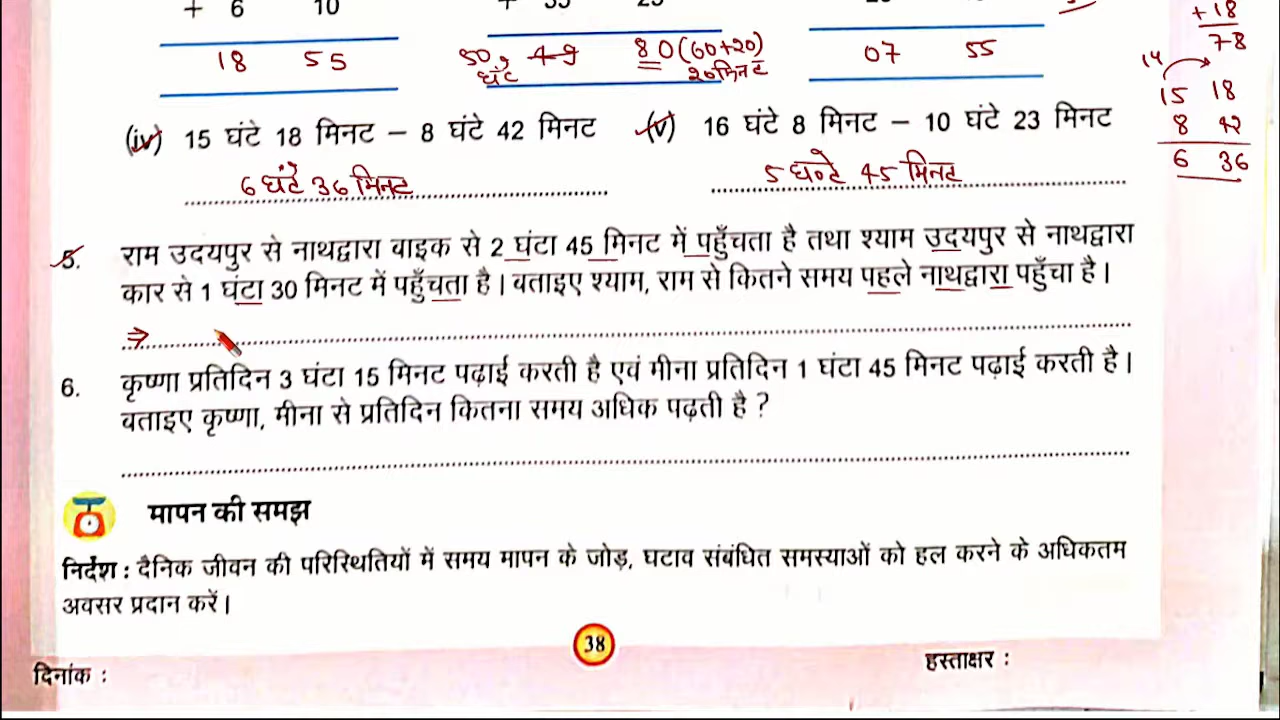 + 6 10
18 55
50 घंटे, 49 80 (60+20) 20 मिनट
07 55
+18
78
14
15 18
8 42
6 36
(iv) 15 घंटे 18 मिनट – 8 घंटे 42 मिनट (v) 16 घंटे 8 मिनट – 10 घंटे 23 मिनट
6 घंटे 36 मिनट 5 घण्टे 45 मिनट
5. राम उदयपुर से नाथद्वारा बाइक से 2 घंटा 45 मिनट में पहुँचता है तथा श्याम उदयपुर से नाथद्वारा
कार से 1 घंटा 30 मिनट में पहुँचता है। बताइए श्याम, राम से कितने समय पहले नाथद्वारा पहुँचा है।
⇒
6. कृष्णा प्रतिदिन 3 घंटा 15 मिनट पढ़ाई करती है एवं मीना प्रतिदिन 1 घंटा 45 मिनट पढ़ाई करती है।
बताइए कृष्णा, मीना से प्रतिदिन कितना समय अधिक पढ़ती है ?
मापन की समझ
निर्देश : दैनिक जीवन की परिस्थितियों में समय मापन के जोड़, घटाव संबंधित समस्याओं को हल करने के अधिकतम
अवसर प्रदान करें।
38
दिनांक : हस्ताक्षर :